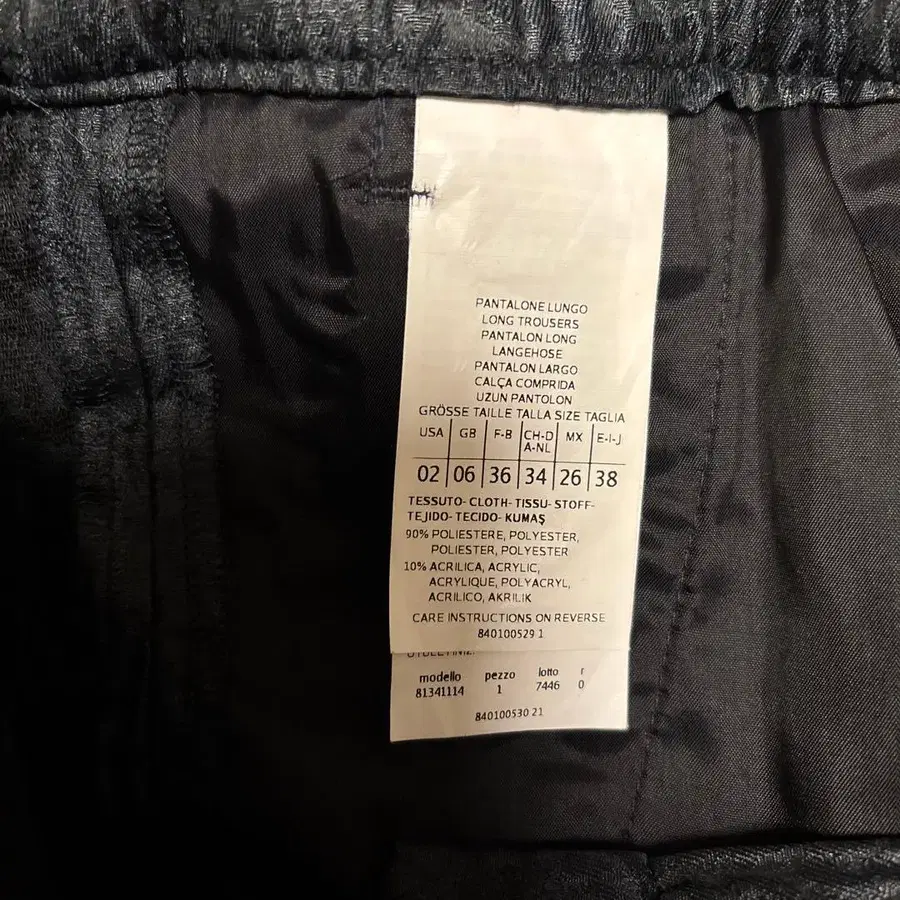 PANTALONE LUNGO
LONG TROUSERS
PANTALON LONG
LANGEHOSE
PANTALON LARGO
CALÇA COMPRIDA
UZUN PANTOLON
GRÖSSE TAILLE TALLA SIZE TAGLIA
USA GB F-B CH-D A-NL MX E-I-J
02 06 36 34 26 38
TESSUTO- CLOTH- TISSU- STOFF-
TEJIDO- TECIDO- KUMAŞ
90% POLIESTERE, POLYESTER,
POLIESTER, POLYESTER
10% ACRILICA, ACRYLIC,
ACRYLIQUE, POLYACRYL,
ACRILICO, AKRILIK
CARE INSTRUCTIONS ON REVERSE
840100529 1
modello pezzo lotto r
81341114 1 7446 0
840100530 21